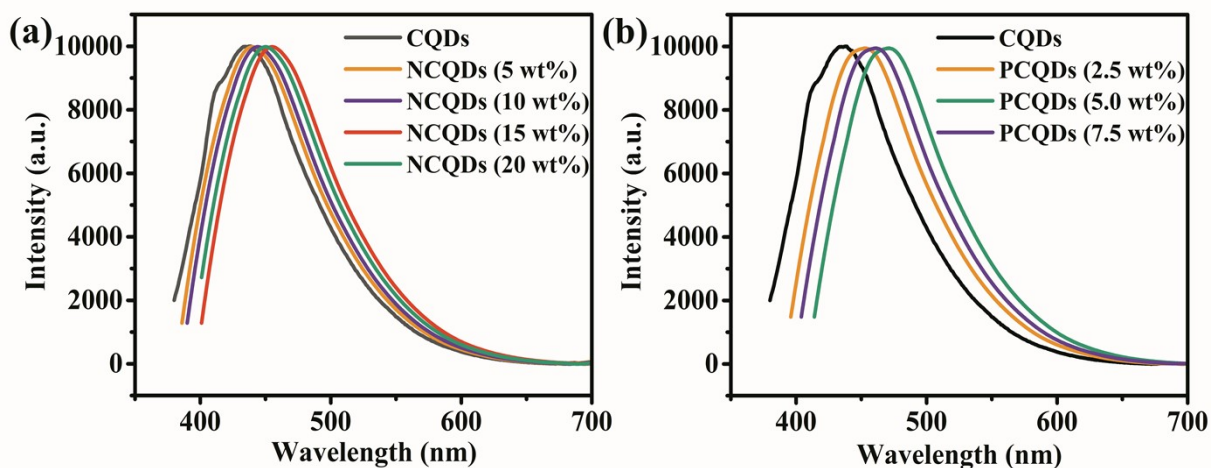 (a)
10000
8000
6000
4000
2000
0
Intensity (a.u.)
CQDs
NCQDs (5 wt%)
NCQDs (10 wt%)
NCQDs (15 wt%)
NCQDs (20 wt%)
400
500
600
700
Wavelength (nm)
(b)
10000
8000
6000
4000
2000
0
Intensity (a.u.)
CQDs
PCQDs (2.5 wt%)
PCQDs (5.0 wt%)
PCQDs (7.5 wt%)
400
500
600
700
Wavelength (nm)